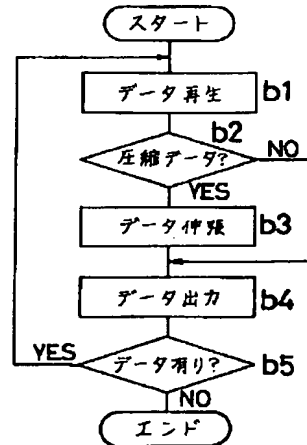 スタート
データ再生 b1
b2
圧縮データ? NO
YES
データ伸張 b3
データ出力 b4
YES データ有り? b5
NO
エンド